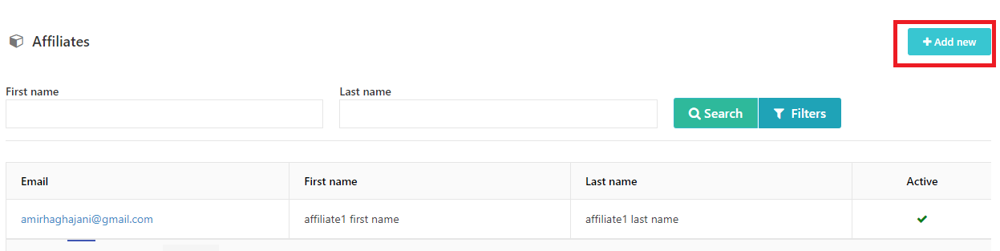 Affiliates
Add new
First name
Last name
Search
Filters
Email First name Last name Active
amirhaghajani@gmail.com affiliate1 first name affiliate1 last name